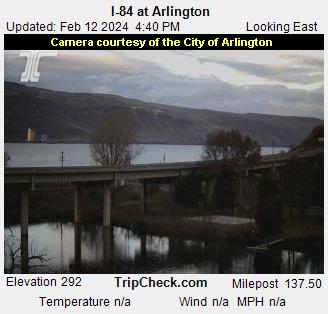 I-84 at Arlington
Updated: Feb 12 2024 4:40 PM Looking East
Camera courtesy of the City of Arlington
Elevation 292 TripCheck.com Milepost 137.50
Temperature n/a Wind n/a MPH n/a